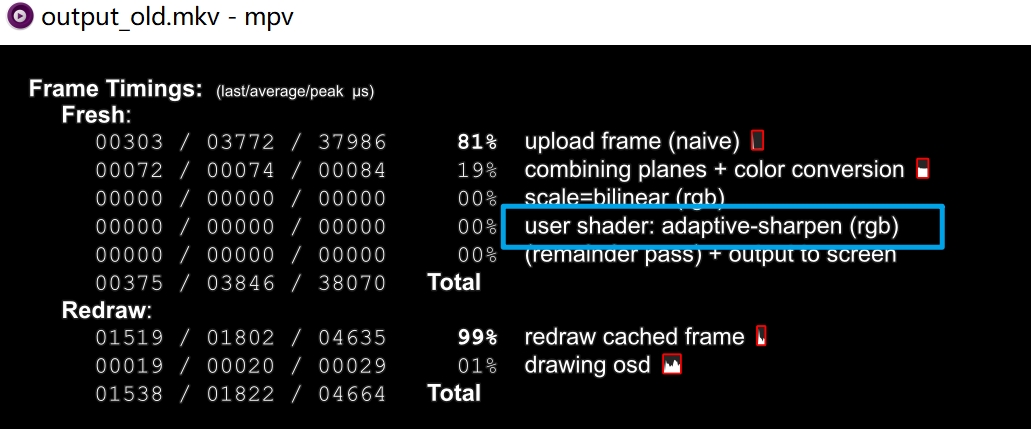 output_old.mkv - mpv
Frame Timings: (last/average/peak µs)
Fresh:
00303 / 03772 / 37986 81% upload frame (naive)
00072 / 00074 / 00084 19% combining planes + color conversion
00000 / 00000 / 00000 00% scale=bilinear (rgb)
00000 / 00000 / 00000 00% user shader: adaptive-sharpen (rgb)
00000 / 00000 / 00000 00% (remainder pass) + output to screen
00375 / 03846 / 38070 Total
Redraw:
01519 / 01802 / 04635 99% redraw cached frame
00019 / 00020 / 00029 01% drawing osd
01538 / 01822 / 04664 Total